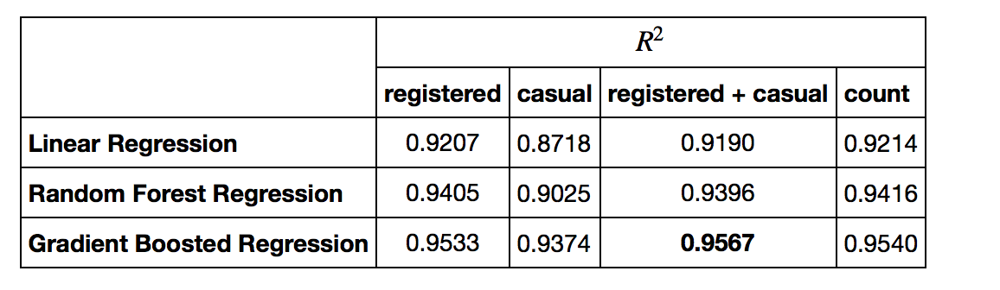 R²
registered casual registered + casual count
Linear Regression 0.9207 0.8718 0.9190 0.9214
Random Forest Regression 0.9405 0.9025 0.9396 0.9416
Gradient Boosted Regression 0.9533 0.9374 0.9567 0.9540